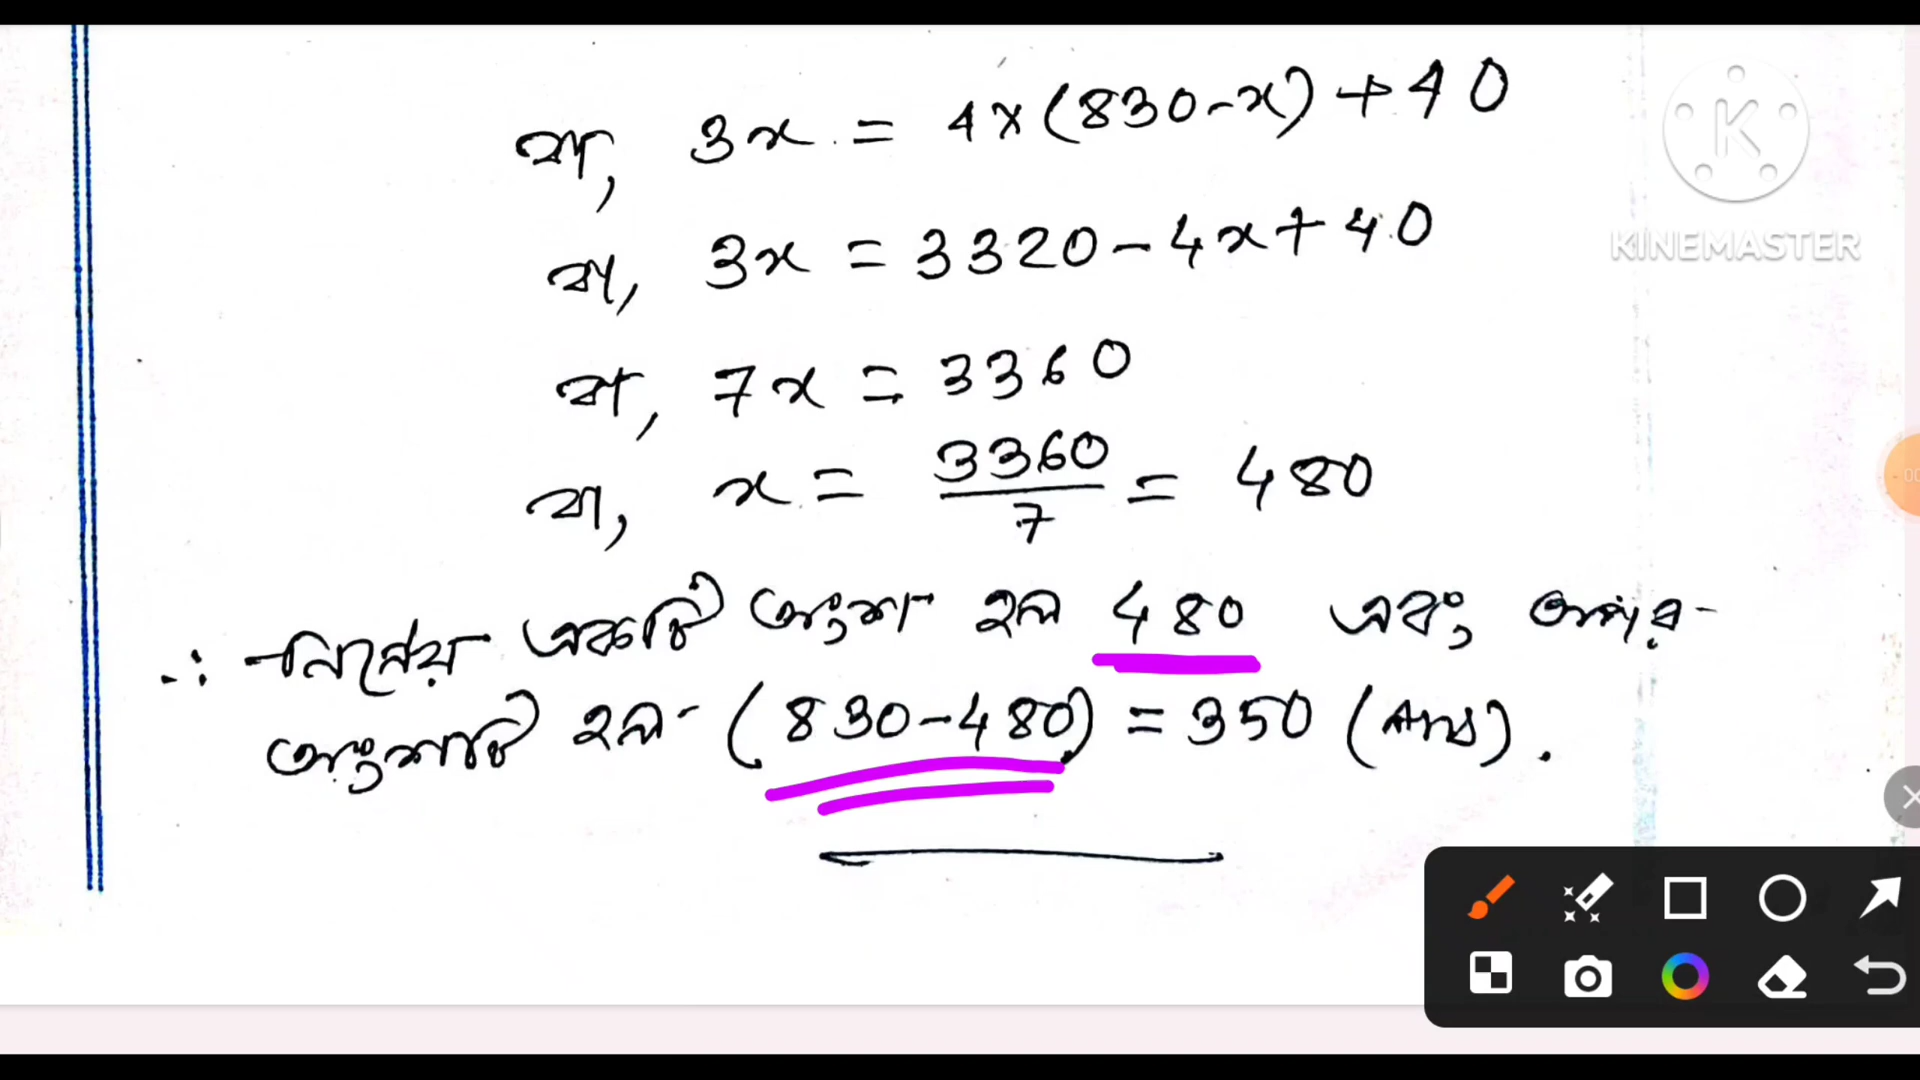 বা, 3x = 4x(830-x)+40
বা, 3x = 3320-4x+40
বা, 7x = 3360
বা, x = 3360/7 = 480
∴ নির্নেয় একটি অংশ হল 480 এবং অপর
অংশটি হল (830-480) = 350 (Ans).
K
KINEMASTER
00